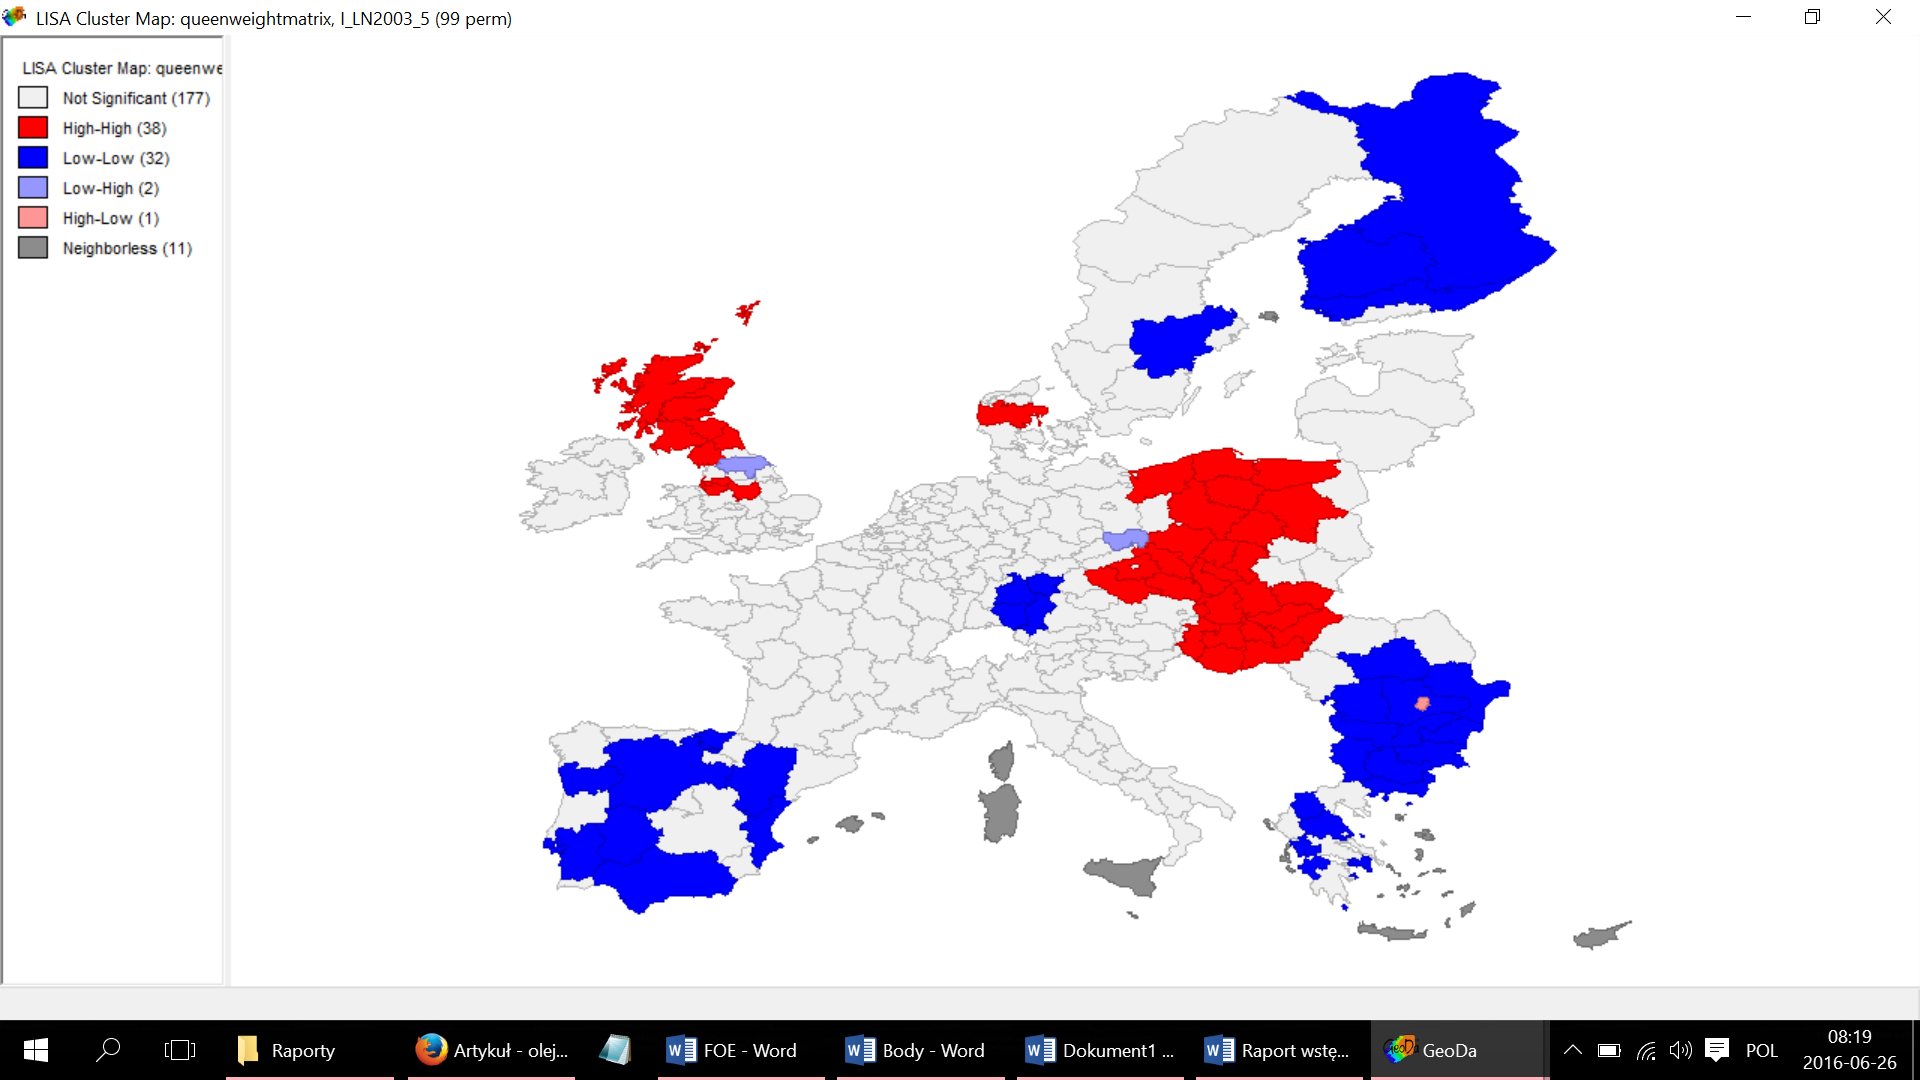 LISA Cluster Map: queenweightmatrix, I_LN2003_5 (99 perm)
LISA Cluster Map: queenwe
Not Significant (177)
High-High (38)
Low-Low (32)
Low-High (2)
High-Low (1)
Neighborless (11)
Raporty
Artykuł - olej...
FOE - Word
Body - Word
Dokument1 ...
Raport wstę...
GeoDa
POL
08:19
2016-06-26